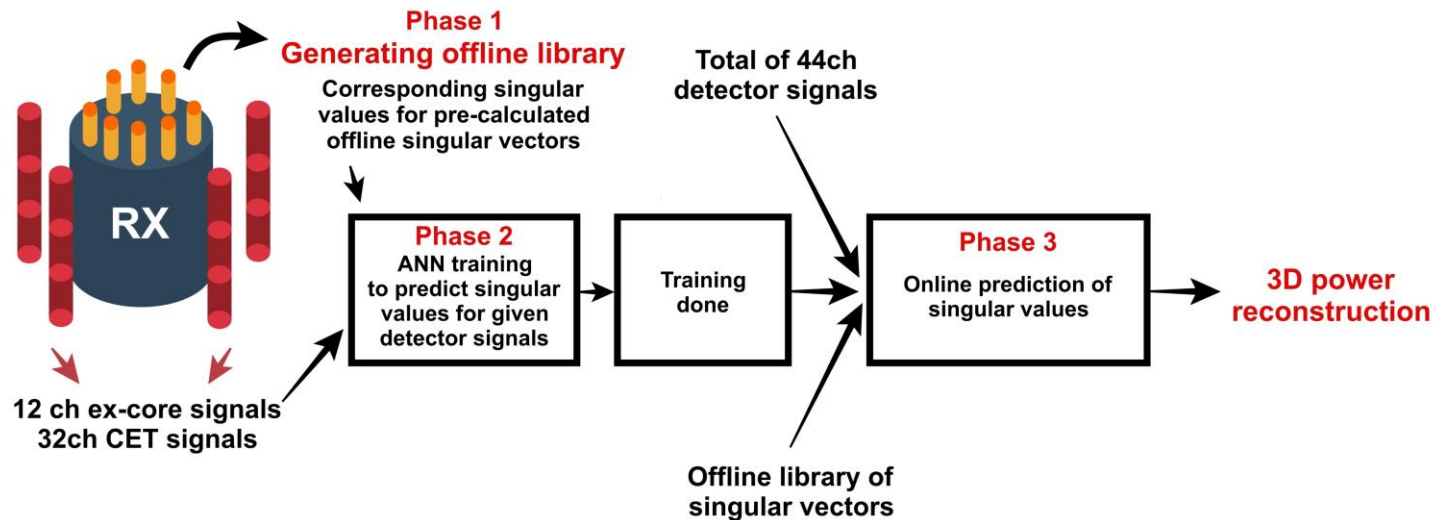 Phase 1
Generating offline library
Corresponding singular
values for pre-calculated
offline singular vectors
RX
12 ch ex-core signals
32ch CET signals
Phase 2
ANN training
to predict singular
values for given
detector signals
Training
done
Total of 44ch
detector signals
Phase 3
Online prediction of
singular values
Offline library of
singular vectors
3D power
reconstruction